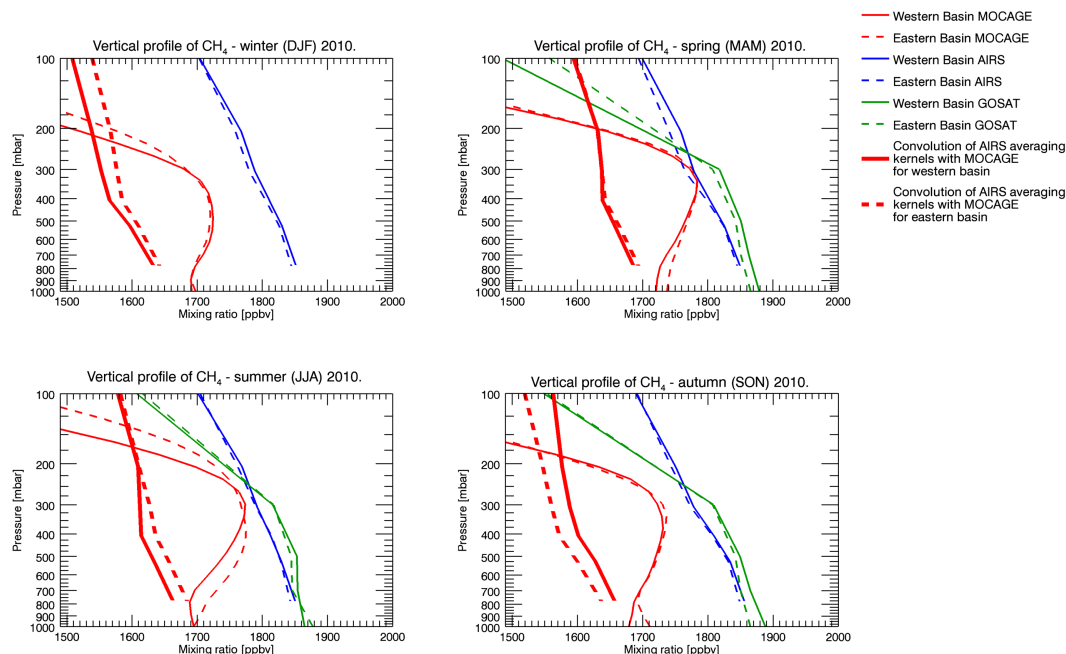 Vertical profile of CH4 - winter (DJF) 2010.
100
200
300
400
500
600
700
800
900
1000
Pressure [mbar]
1500 1600 1700 1800 1900 2000
Mixing ratio [ppbv]
Vertical profile of CH4 - spring (MAM) 2010.
100
200
300
400
500
600
700
800
900
1000
Pressure [mbar]
1500 1600 1700 1800 1900 2000
Mixing ratio [ppbv]
Western Basin MOCAGE
Eastern Basin MOCAGE
Western Basin AIRS
Eastern Basin AIRS
Western Basin GOSAT
Eastern Basin GOSAT
Convolution of AIRS averaging
kernels with MOCAGE
for western basin
Convolution of AIRS averaging
kernels with MOCAGE
for eastern basin
Vertical profile of CH4 - summer (JJA) 2010.
100
200
300
400
500
600
700
800
900
1000
Pressure [mbar]
1500 1600 1700 1800 1900 2000
Mixing ratio [ppbv]
Vertical profile of CH4 - autumn (SON) 2010.
100
200
300
400
500
600
700
800
900
1000
Pressure [mbar]
1500 1600 1700 1800 1900 2000
Mixing ratio [ppbv]